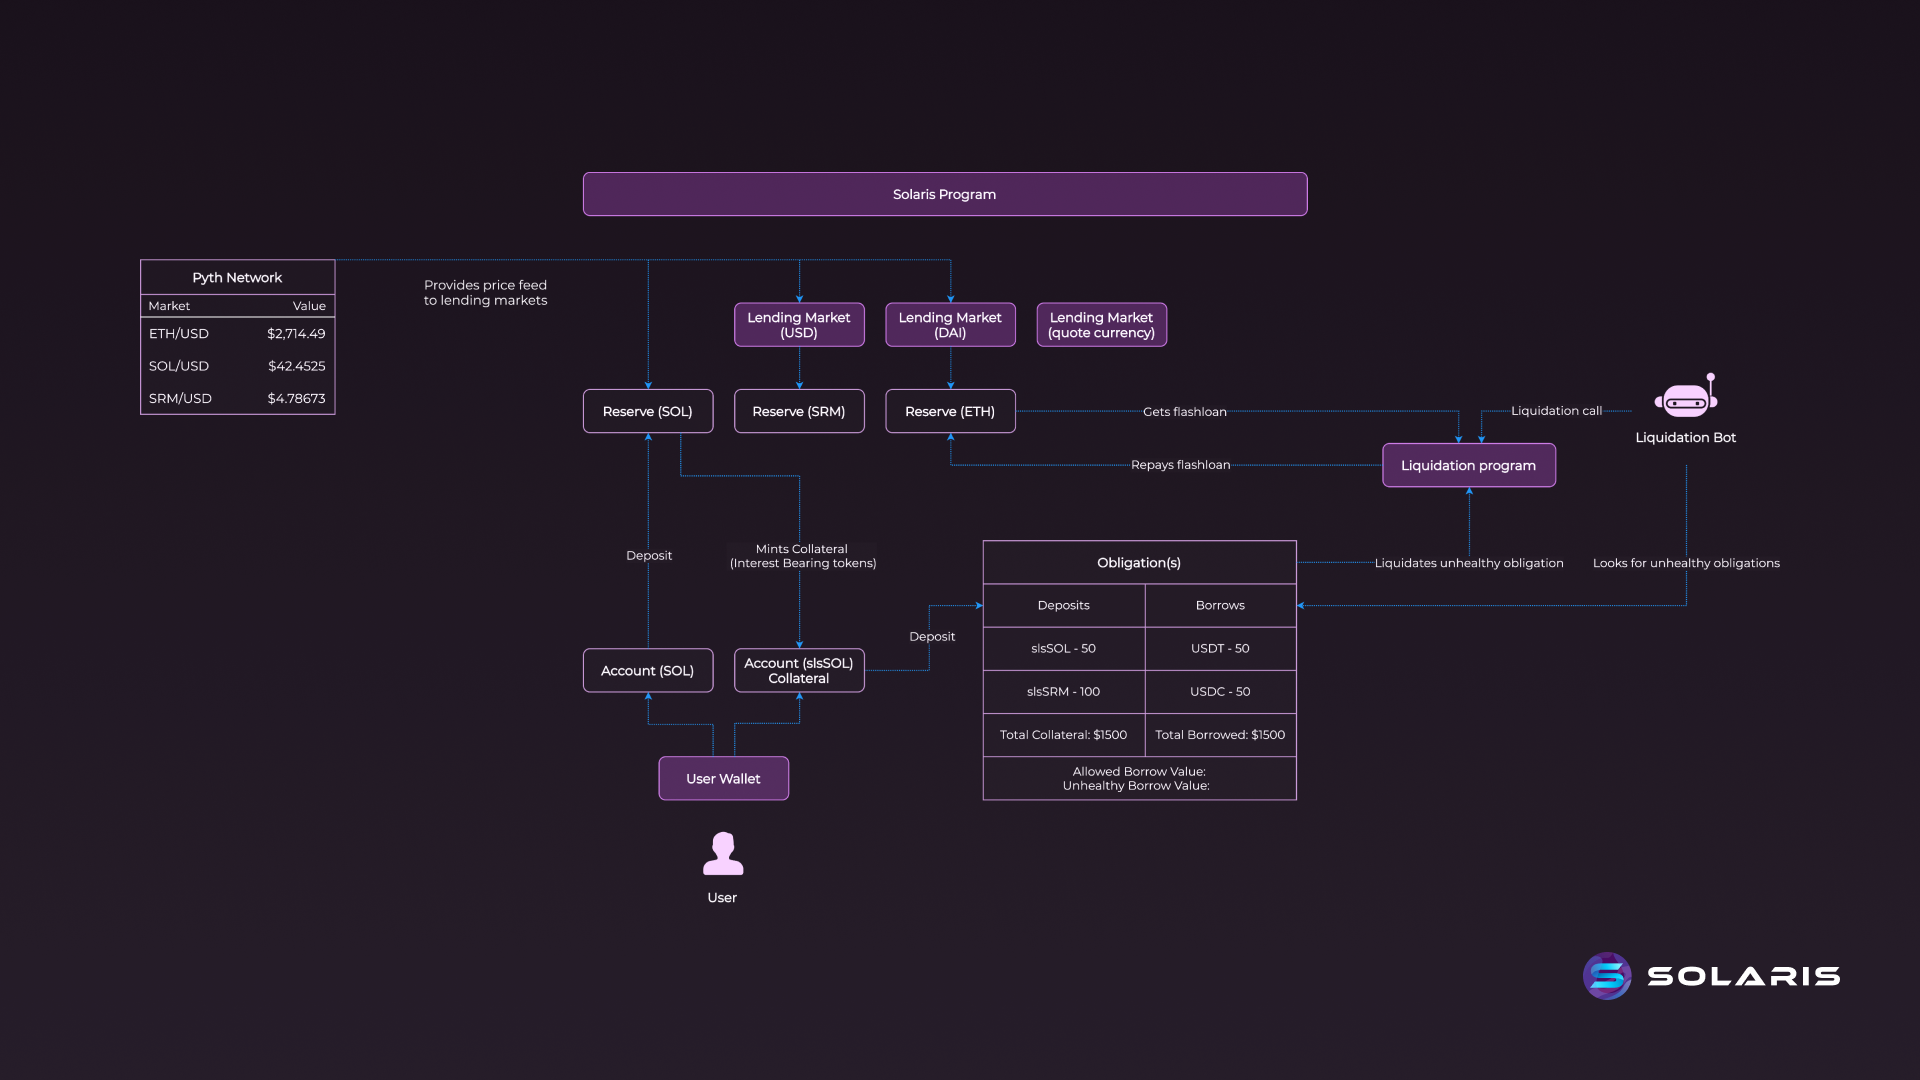 Solaris Program
Pyth Network
Market Value
ETH/USD $2,714.49
SOL/USD $42.4525
SRM/USD $4.78673
Provides price feed
to lending markets
Lending Market
(USD)
Lending Market
(DAI)
Lending Market
(quote currency)
Reserve (SOL)
Reserve (SRM)
Reserve (ETH)
Gets flashloan
Repays flashloan
Liquidation call
Liquidation Bot
Liquidation program
Deposit
Mints Collateral
(Interest Bearing tokens)
Liquidates unhealthy obligation
Looks for unhealthy obligations
Obligation(s)
Deposits Borrows
slsSOL - 50 USDT - 50
slsSRM - 100 USDC - 50
Total Collateral: $1500 Total Borrowed: $1500
Allowed Borrow Value:
Unhealthy Borrow Value:
Deposit
Account (SOL)
Account (slsSOL)
Collateral
User Wallet
User
SOLARIS